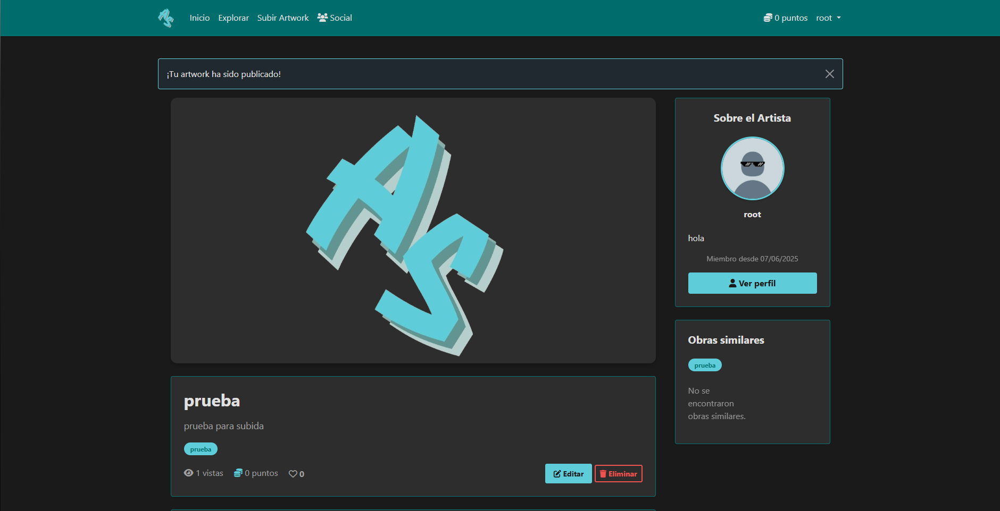 Inicio Explorar Subir Artwork Social 0 puntos root
¡Tu artwork ha sido publicado!
AS
Sobre el Artista
root
hola
Miembro desde 07/06/2025
Ver perfil
Obras similares
prueba
No se
encontraron
obras similares.
prueba
prueba para subida
prueba
1 vistas 0 puntos 0 Editar Eliminar